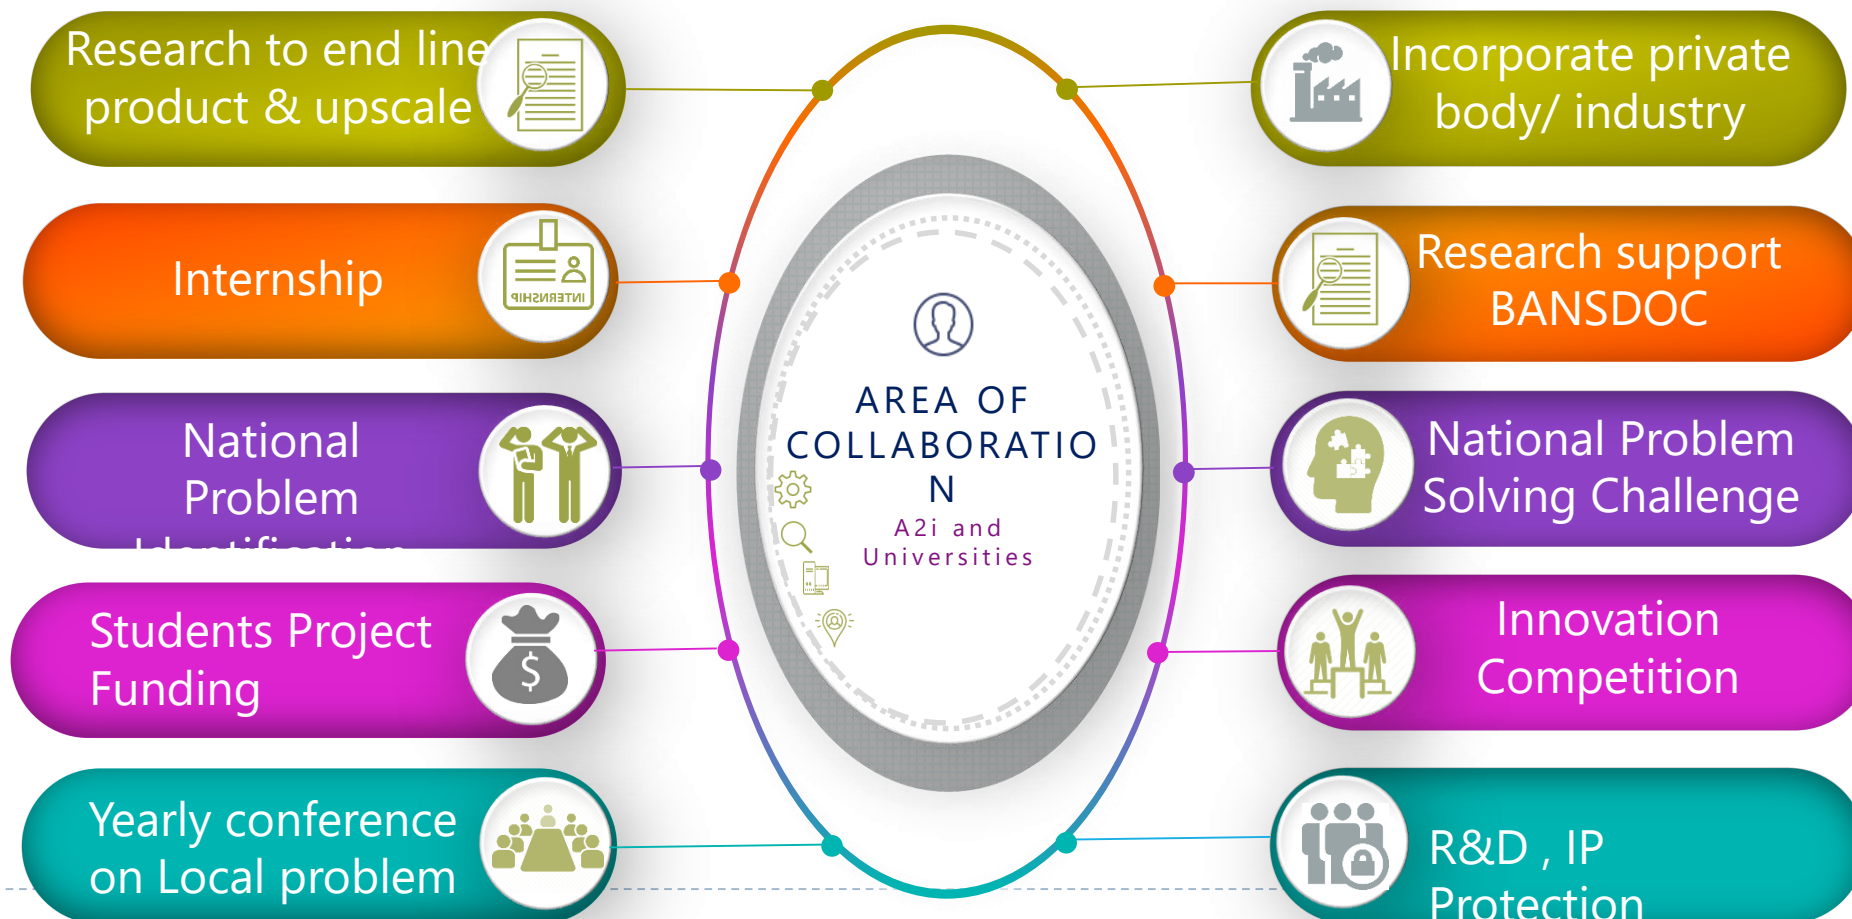 Research to end line
product & upscale
Internship
INTERNSHIP
National
Problem
Identification
Students Project
Funding
$
Yearly conference
on Local problem
AREA OF
COLLABORATIO
N
A2i and
Universities
Incorporate private
body/ industry
Research support
BANSDOC
National Problem
Solving Challenge
Innovation
Competition
R&D , IP
Protection